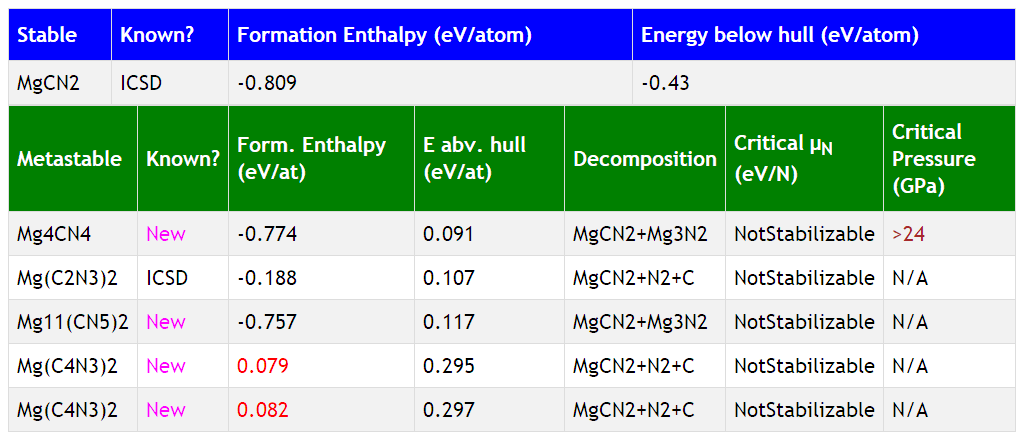 Stable Known? Formation Enthalpy (eV/atom) Energy below hull (eV/atom)
MgCN2 ICSD -0.809 -0.43
Metastable Known? Form. Enthalpy (eV/at) E abv. hull (eV/at) Decomposition Critical μN (eV/N) Critical Pressure (GPa)
Mg4CN4 New -0.774 0.091 MgCN2+Mg3N2 NotStabilizable >24
Mg(C2N3)2 ICSD -0.188 0.107 MgCN2+N2+C NotStabilizable N/A
Mg11(CN5)2 New -0.757 0.117 MgCN2+Mg3N2 NotStabilizable N/A
Mg(C4N3)2 New 0.079 0.295 MgCN2+N2+C NotStabilizable N/A
Mg(C4N3)2 New 0.082 0.297 MgCN2+N2+C NotStabilizable N/A